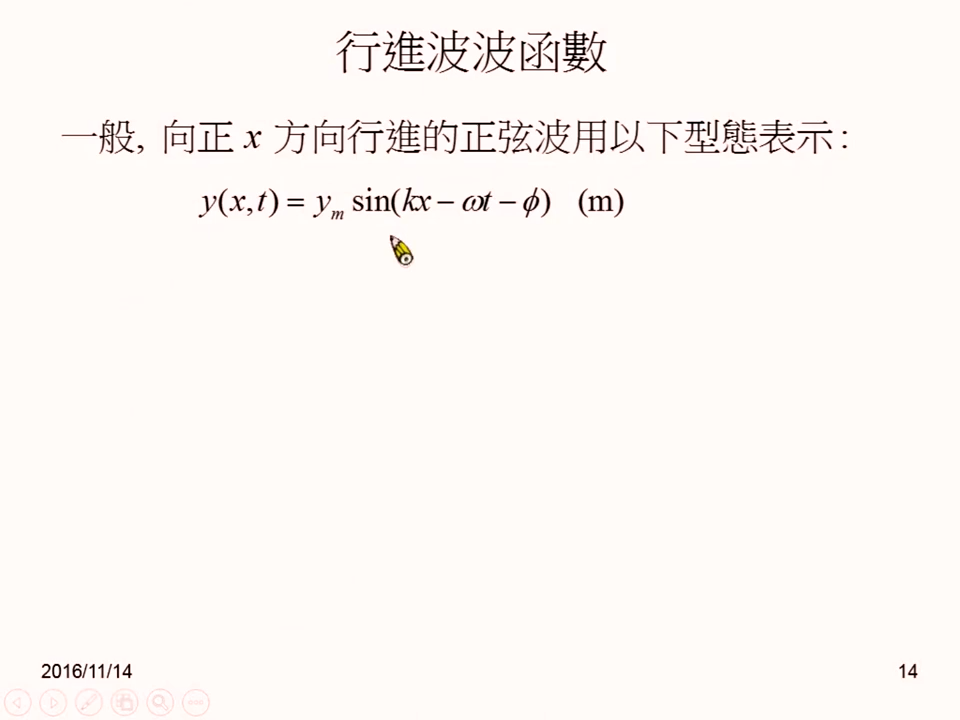 行進波波函數
一般, 向正 x 方向行進的正弦波用以下型態表示:
y(x,t) = yₘ sin(kx − ωt − ϕ) (m)
2016/11/14
14